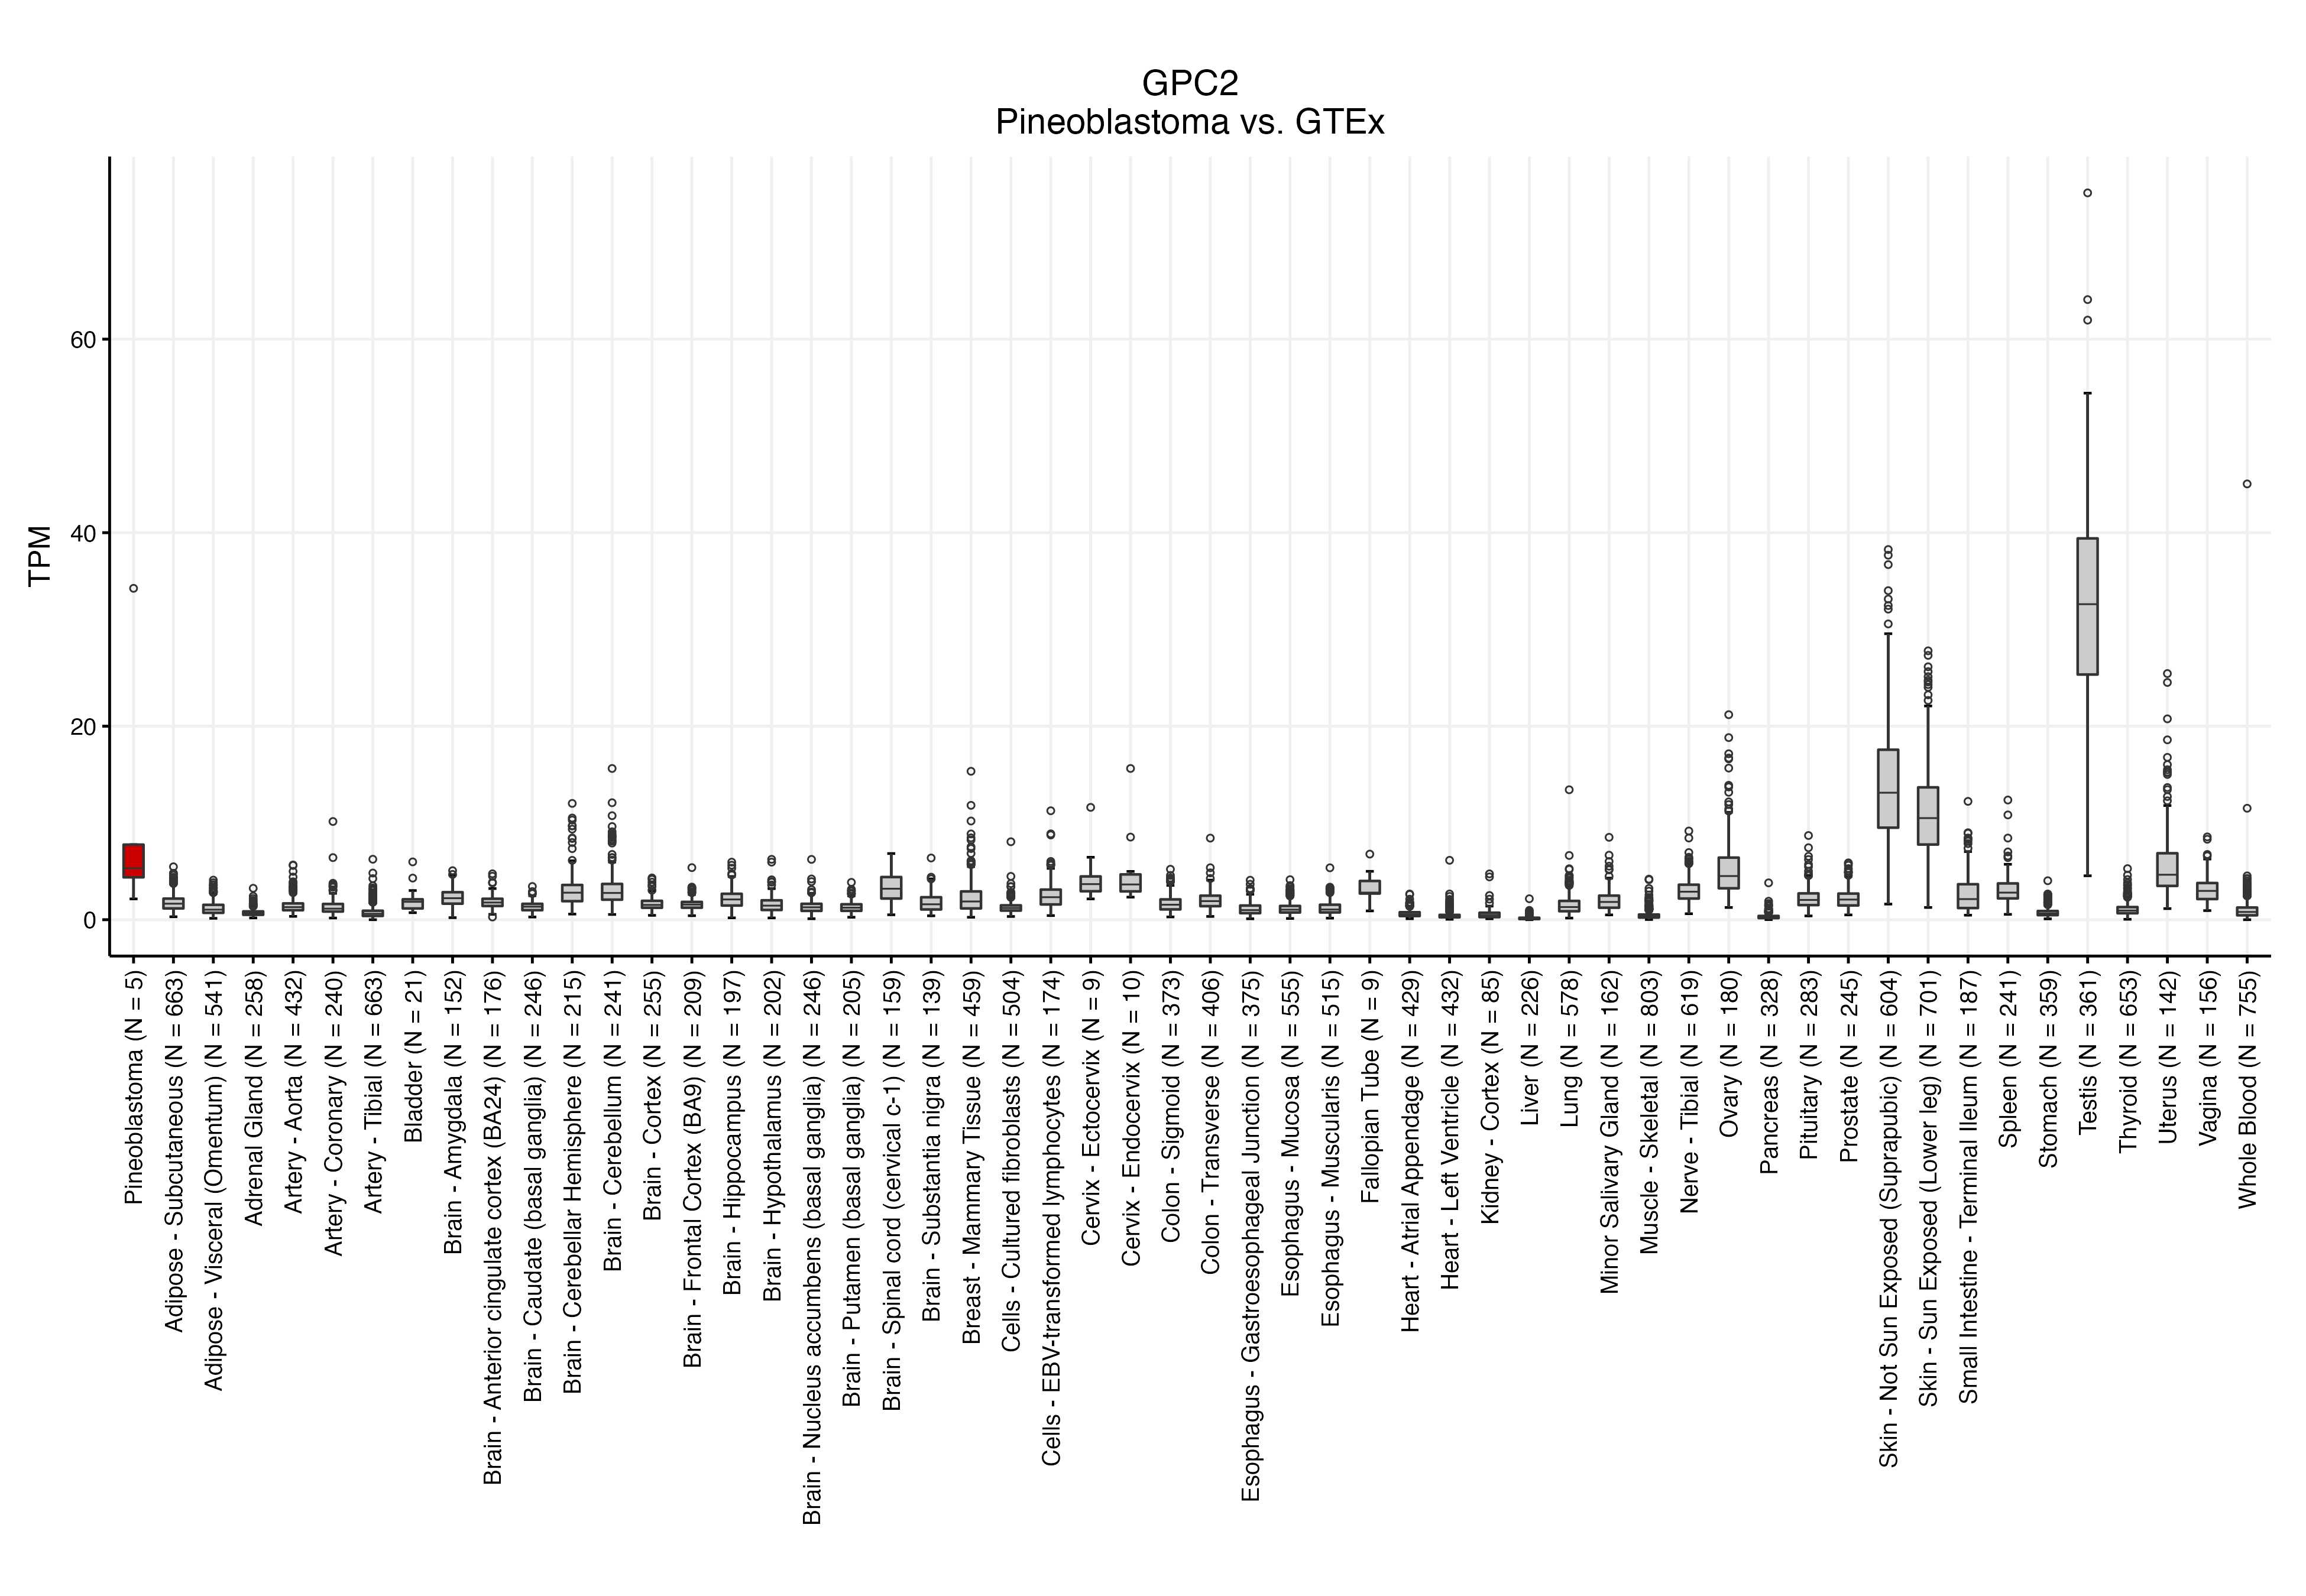 GPC2
Pineoblastoma vs. GTEx
TPM
60
40
20
0
Pineoblastoma (N = 5)
Adipose - Subcutaneous (N = 663)
Adipose - Visceral (Omentum) (N = 541)
Adrenal Gland (N = 258)
Artery - Aorta (N = 432)
Artery - Coronary (N = 240)
Artery - Tibial (N = 663)
Bladder (N = 21)
Brain - Amygdala (N = 152)
Brain - Anterior cingulate cortex (BA24) (N = 176)
Brain - Caudate (basal ganglia) (N = 246)
Brain - Cerebellar Hemisphere (N = 215)
Brain - Cerebellum (N = 241)
Brain - Cortex (N = 255)
Brain - Frontal Cortex (BA9) (N = 209)
Brain - Hippocampus (N = 197)
Brain - Hypothalamus (N = 202)
Brain - Nucleus accumbens (basal ganglia) (N = 246)
Brain - Putamen (basal ganglia) (N = 205)
Brain - Spinal cord (cervical c-1) (N = 159)
Brain - Substantia nigra (N = 139)
Breast - Mammary Tissue (N = 459)
Cells - Cultured fibroblasts (N = 504)
Cells - EBV-transformed lymphocytes (N = 174)
Cervix - Ectocervix (N = 9)
Cervix - Endocervix (N = 10)
Colon - Sigmoid (N = 373)
Colon - Transverse (N = 406)
Esophagus - Gastroesophageal Junction (N = 375)
Esophagus - Mucosa (N = 555)
Esophagus - Muscularis (N = 515)
Fallopian Tube (N = 9)
Heart - Atrial Appendage (N = 429)
Heart - Left Ventricle (N = 432)
Kidney - Cortex (N = 85)
Liver (N = 226)
Lung (N = 578)
Minor Salivary Gland (N = 162)
Muscle - Skeletal (N = 803)
Nerve - Tibial (N = 619)
Ovary (N = 180)
Pancreas (N = 328)
Pituitary (N = 283)
Prostate (N = 245)
Skin - Not Sun Exposed (Suprapubic) (N = 604)
Skin - Sun Exposed (Lower leg) (N = 701)
Small Intestine - Terminal Ileum (N = 187)
Spleen (N = 241)
Stomach (N = 359)
Testis (N = 361)
Thyroid (N = 653)
Uterus (N = 142)
Vagina (N = 156)
Whole Blood (N = 755)